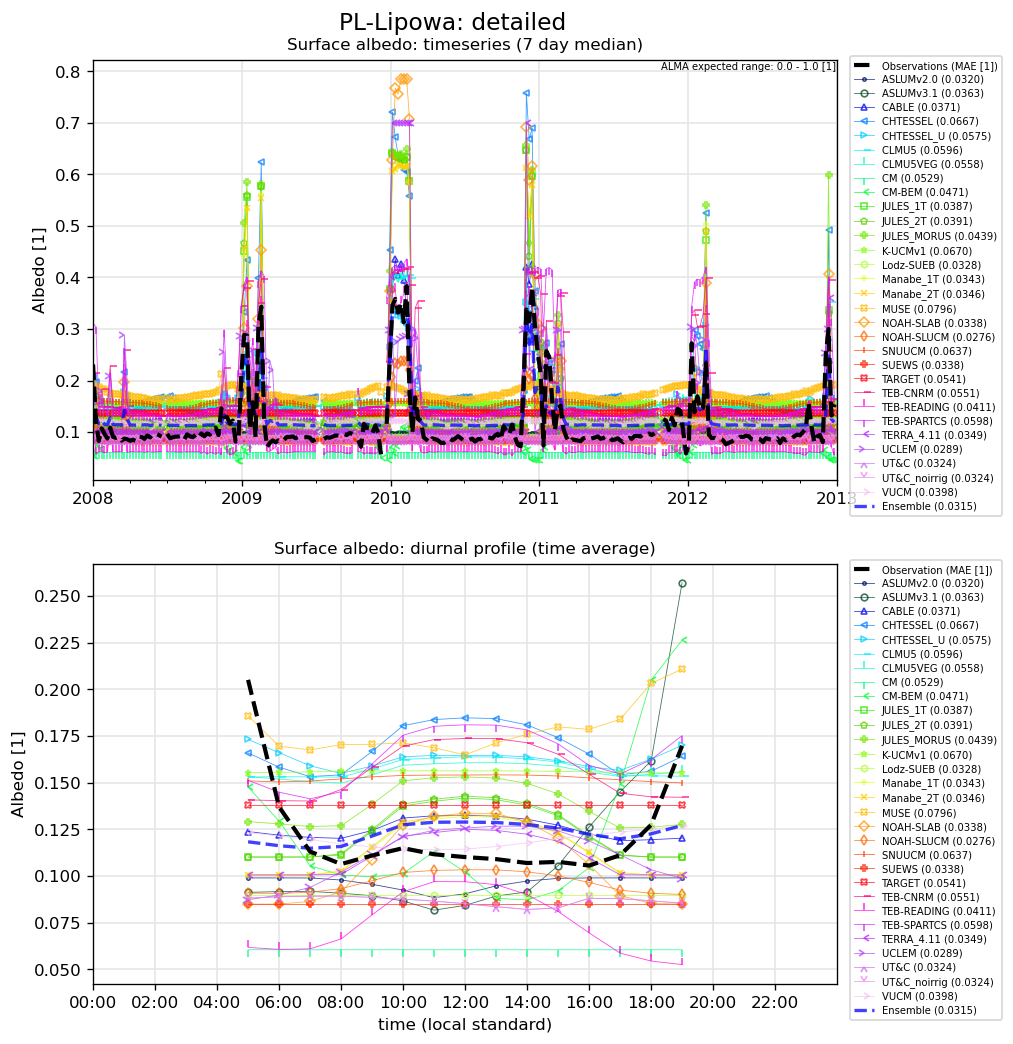 PL-Lipowa: detailed
Surface albedo: timeseries (7 day median)
ALMA expected range: 0.0 - 1.0 [1]
Albedo [1]
0.8
0.7
0.6
0.5
0.4
0.3
0.2
0.1
2008
2009
2010
2011
2012
2013
Observations (MAE [1])
ASLUMv2.0 (0.0320)
ASLUMv3.1 (0.0363)
CABLE (0.0371)
CHTESSEL (0.0667)
CHTESSEL_U (0.0575)
CLMU5 (0.0596)
CLMU5VEG (0.0558)
CM (0.0529)
CM-BEM (0.0471)
JULES_1T (0.0387)
JULES_2T (0.0391)
JULES_MORUS (0.0439)
K-UCMv1 (0.0670)
Lodz-SUEB (0.0328)
Manabe_1T (0.0343)
Manabe_2T (0.0346)
MUSE (0.0796)
NOAH-SLAB (0.0338)
NOAH-SLUCM (0.0276)
SNUUCM (0.0637)
SUEWS (0.0338)
TARGET (0.0541)
TEB-CNRM (0.0551)
TEB-READING (0.0411)
TEB-SPARTCS (0.0598)
TERRA_4.11 (0.0349)
UCLEM (0.0289)
UT&C (0.0324)
UT&C_noirrig (0.0324)
VUCM (0.0398)
Ensemble (0.0315)
Surface albedo: diurnal profile (time average)
Albedo [1]
0.250
0.225
0.200
0.175
0.150
0.125
0.100
0.075
0.050
00:00
02:00
04:00
06:00
08:00
10:00
12:00
14:00
16:00
18:00
20:00
22:00
time (local standard)
Observation (MAE [1])
ASLUMv2.0 (0.0320)
ASLUMv3.1 (0.0363)
CABLE (0.0371)
CHTESSEL (0.0667)
CHTESSEL_U (0.0575)
CLMU5 (0.0596)
CLMU5VEG (0.0558)
CM (0.0529)
CM-BEM (0.0471)
JULES_1T (0.0387)
JULES_2T (0.0391)
JULES_MORUS (0.0439)
K-UCMv1 (0.0670)
Lodz-SUEB (0.0328)
Manabe_1T (0.0343)
Manabe_2T (0.0346)
MUSE (0.0796)
NOAH-SLAB (0.0338)
NOAH-SLUCM (0.0276)
SNUUCM (0.0637)
SUEWS (0.0338)
TARGET (0.0541)
TEB-CNRM (0.0551)
TEB-READING (0.0411)
TEB-SPARTCS (0.0598)
TERRA_4.11 (0.0349)
UCLEM (0.0289)
UT&C (0.0324)
UT&C_noirrig (0.0324)
VUCM (0.0398)
Ensemble (0.0315)